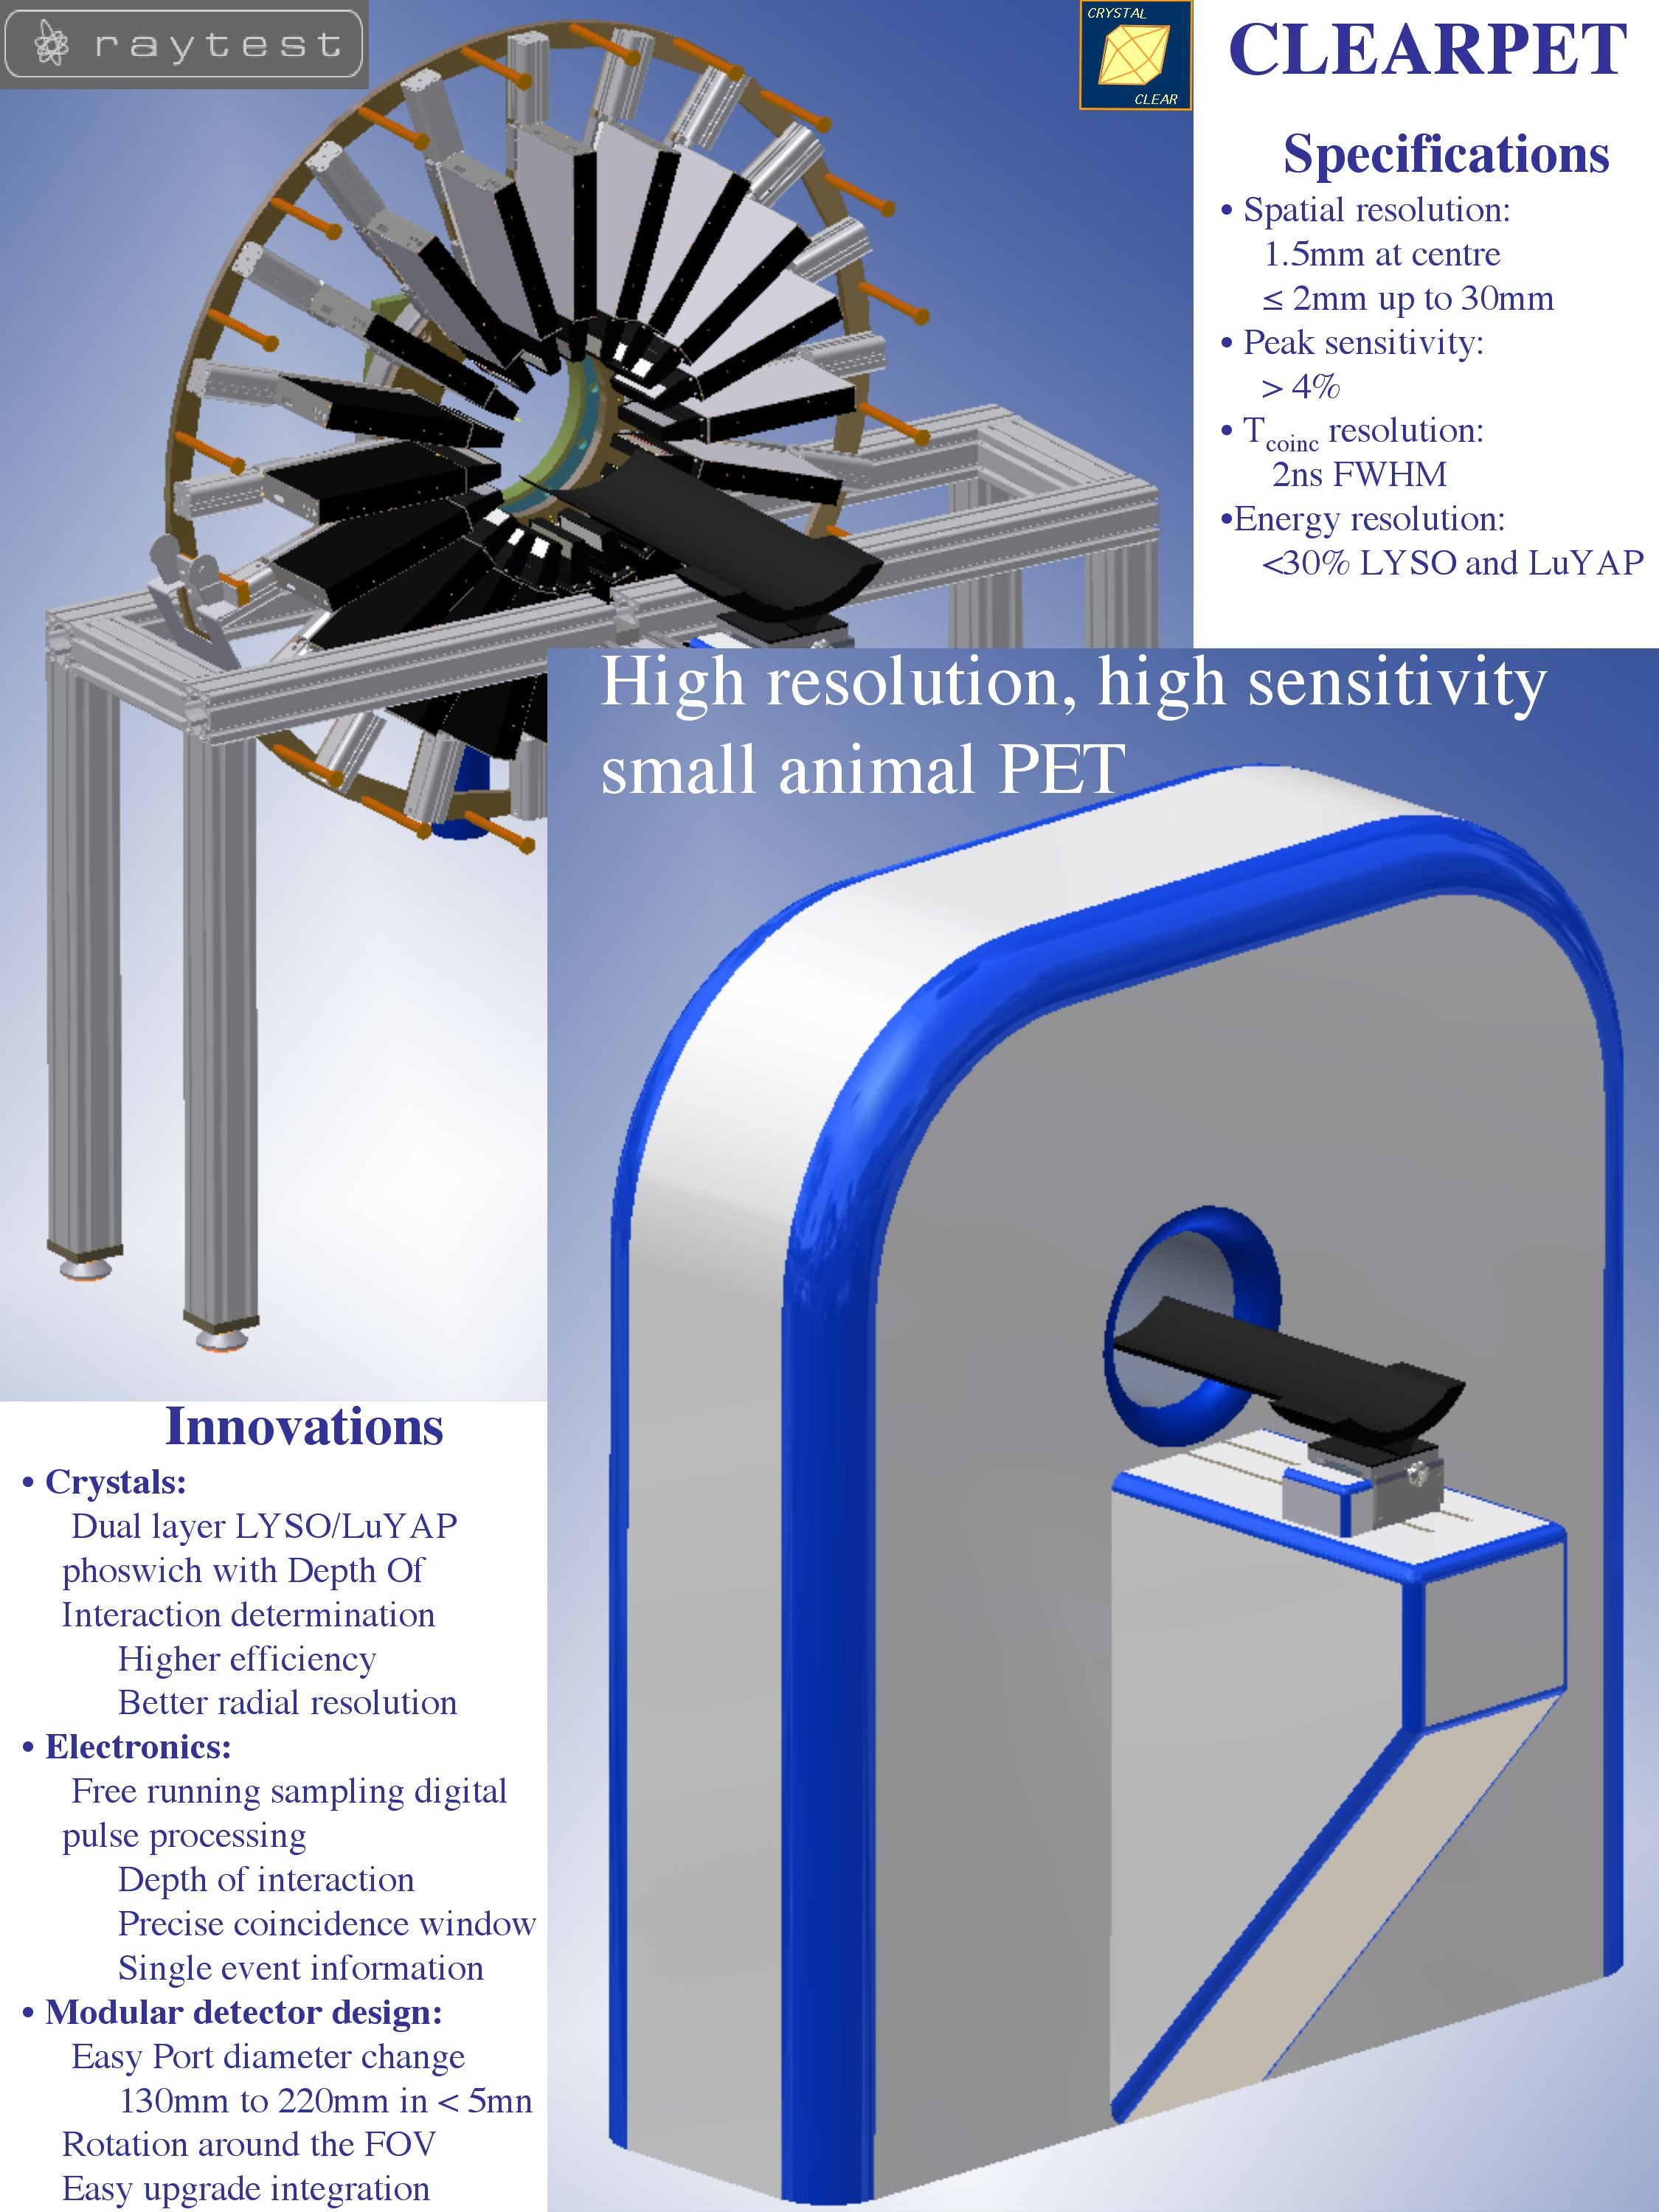 raytest
CRYSTAL
CLEAR
CLEARPET
Specifications
• Spatial resolution:
1.5mm at centre
≤ 2mm up to 30mm
• Peak sensitivity:
> 4%
• Tcoinc resolution:
2ns FWHM
•Energy resolution:
<30% LYSO and LuYAP
High resolution, high sensitivity
small animal PET
Innovations
• Crystals:
Dual layer LYSO/LuYAP
phoswich with Depth Of
Interaction determination
Higher efficiency
Better radial resolution
• Electronics:
Free running sampling digital
pulse processing
Depth of interaction
Precise coincidence window
Single event information
• Modular detector design:
Easy Port diameter change
130mm to 220mm in < 5mn
Rotation around the FOV
Easy upgrade integration